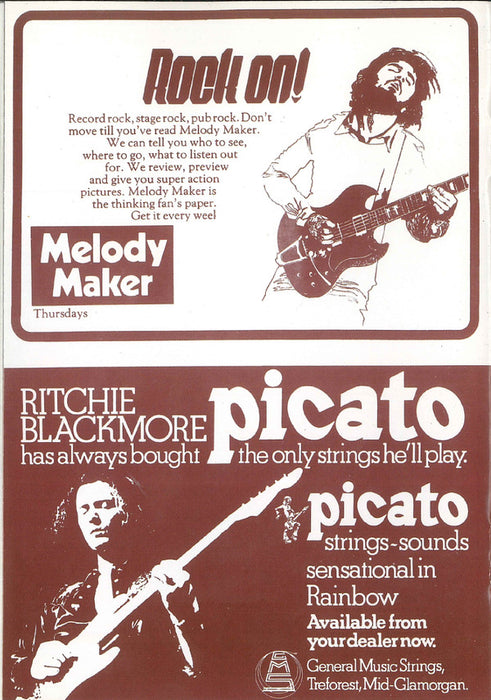 Rock on!
Record rock, stage rock, pub rock. Don't
move till you've read Melody Maker.
We can tell you who to see,
where to go, what to listen out
for. We review, preview
and give you super action
pictures. Melody Maker is
the thinking fan's paper.
Get it every weel
Melody
Maker
Thursdays
RITCHIE
BLACKMORE
picato
has always bought
the only strings he'll play.
picato
strings-sounds
sensational in
Rainbow
Available from
your dealer now.
General Music Strings,
Treforest, Mid-Glamorgan.